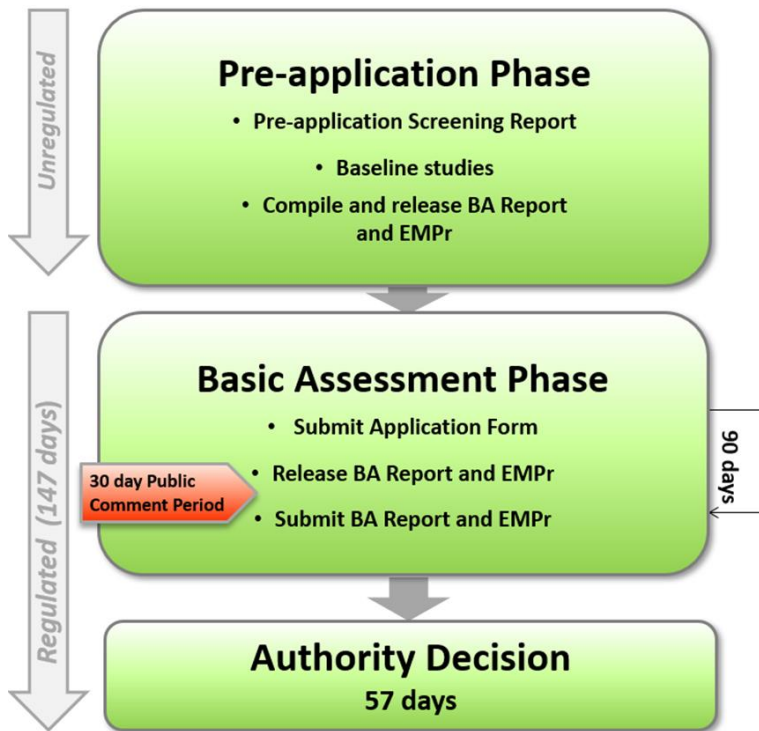 Unregulated
Pre-application Phase
• Pre-application Screening Report
• Baseline studies
• Compile and release BA Report
and EMPr
Regulated (147 days)
Basic Assessment Phase
• Submit Application Form
30 day Public
Comment Period
• Release BA Report and EMPr
• Submit BA Report and EMPr
90 days
Authority Decision
57 days